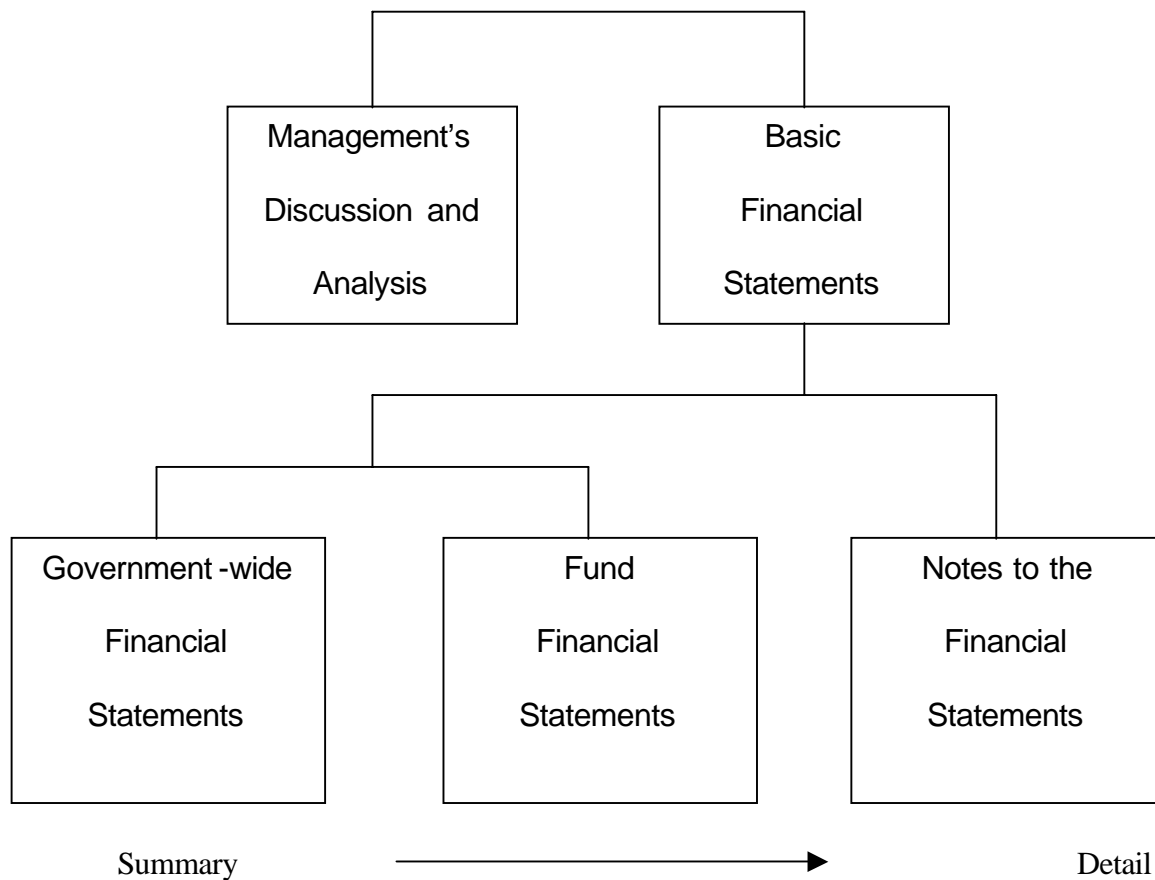 Management's
Discussion and
Analysis
Basic
Financial
Statements
Government -wide
Financial
Statements
Fund
Financial
Statements
Notes to the
Financial
Statements
Summary
Detail